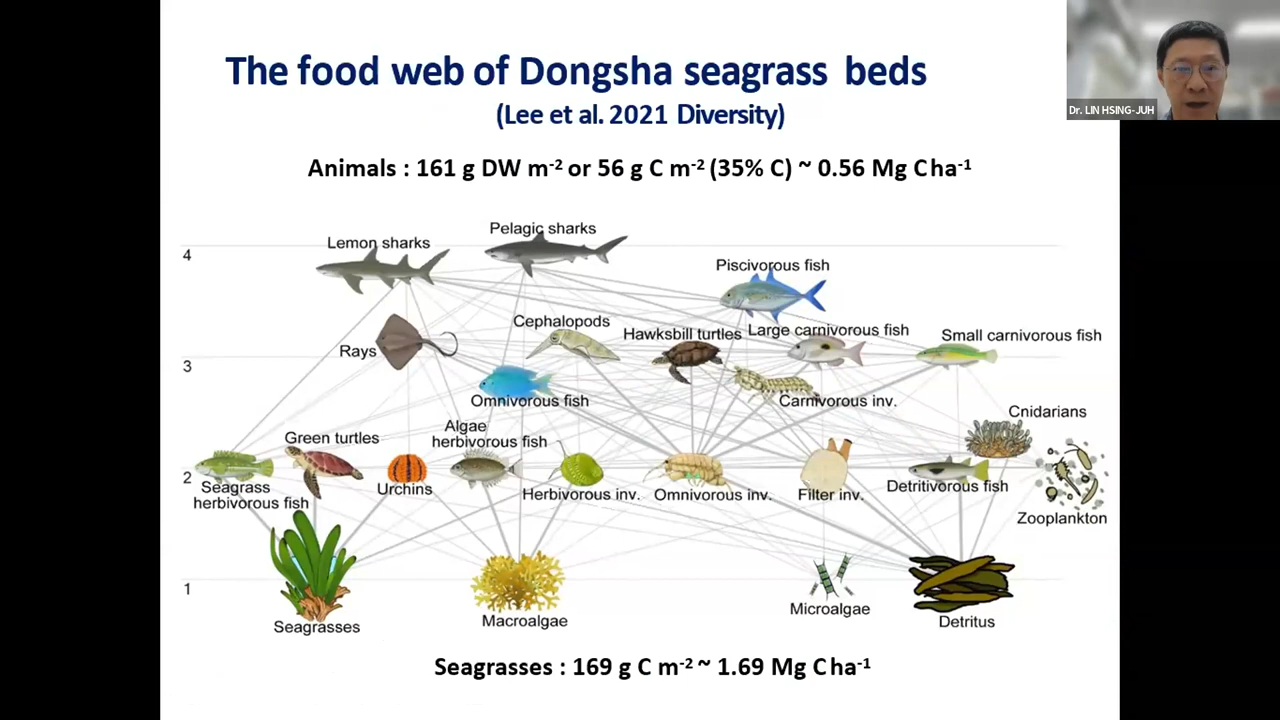 The food web of Dongsha seagrass beds
(Lee et al. 2021 Diversity)
Dr. LIN HSING-JUH
Animals : 161 g DW m⁻² or 56 g C m⁻² (35% C) ~ 0.56 Mg C ha⁻¹
Pelagic sharks
Lemon sharks
4
Piscivorous fish
Cephalopods
Hawksbill turtles
Large carnivorous fish
Small carnivorous fish
Rays
3
Omnivorous fish
Carnivorous inv.
Cnidarians
Algae
herbivorous fish
Green turtles
2
Seagrass
herbivorous fish
Urchins
Herbivorous inv.
Omnivorous inv.
Filter inv.
Detritivorous fish
Zooplankton
1
Seagrasses
Macroalgae
Microalgae
Detritus
Seagrasses : 169 g C m⁻² ~ 1.69 Mg C ha⁻¹